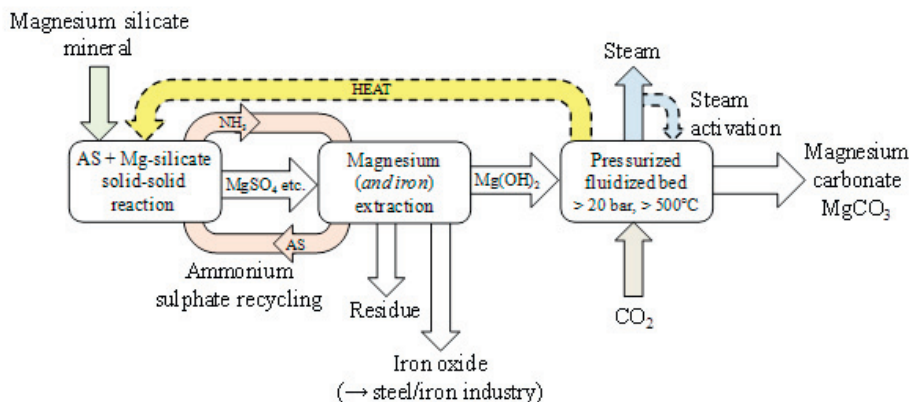 Magnesium silicate
mineral
Steam
HEAT
Steam
activation
NH3
AS + Mg-silicate
solid-solid
reaction
MgSO4 etc.
Magnesium
(and iron)
extraction
Mg(OH)2
Pressurized
fluidized bed
> 20 bar, > 500°C
Magnesium
carbonate
MgCO3
AS
Ammonium
sulphate recycling
Residue
CO2
Iron oxide
(→ steel/iron industry)